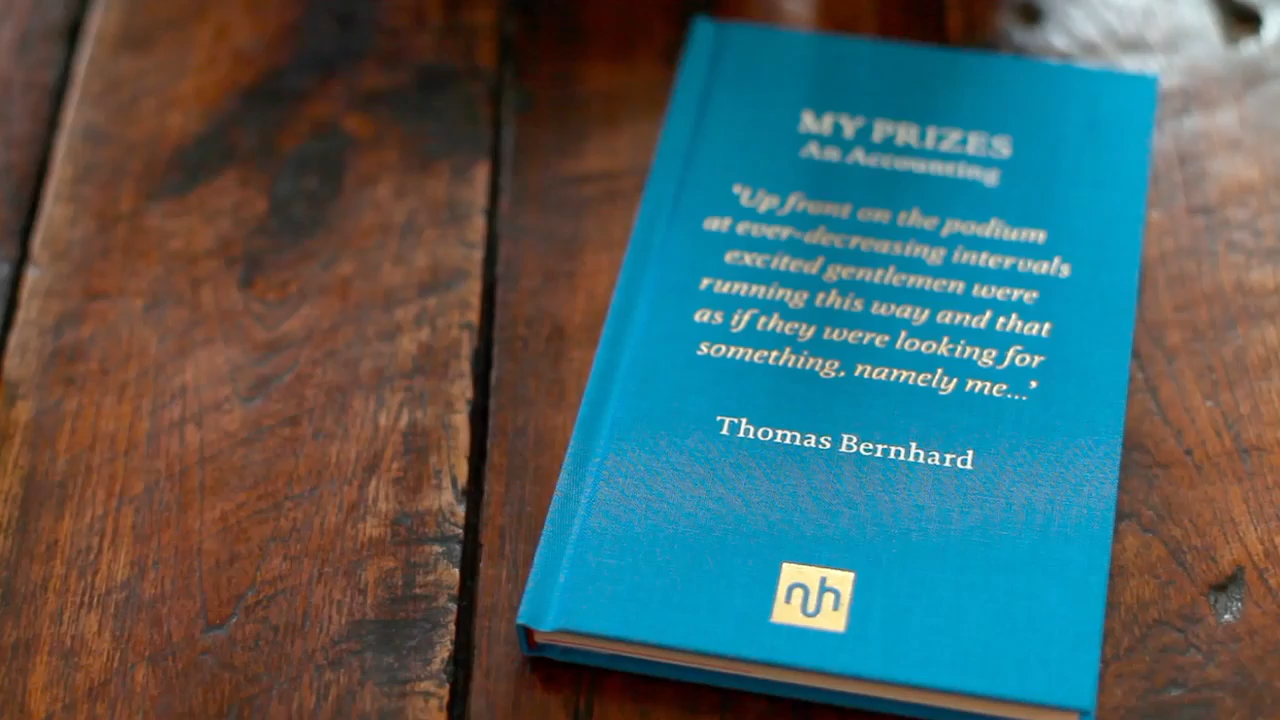 MY PRIZES
An Accounting
‘Up front on the podium
at ever-decreasing intervals
excited gentlemen were
running this way and that
as if they were looking for
something, namely me...’
Thomas Bernhard
nh